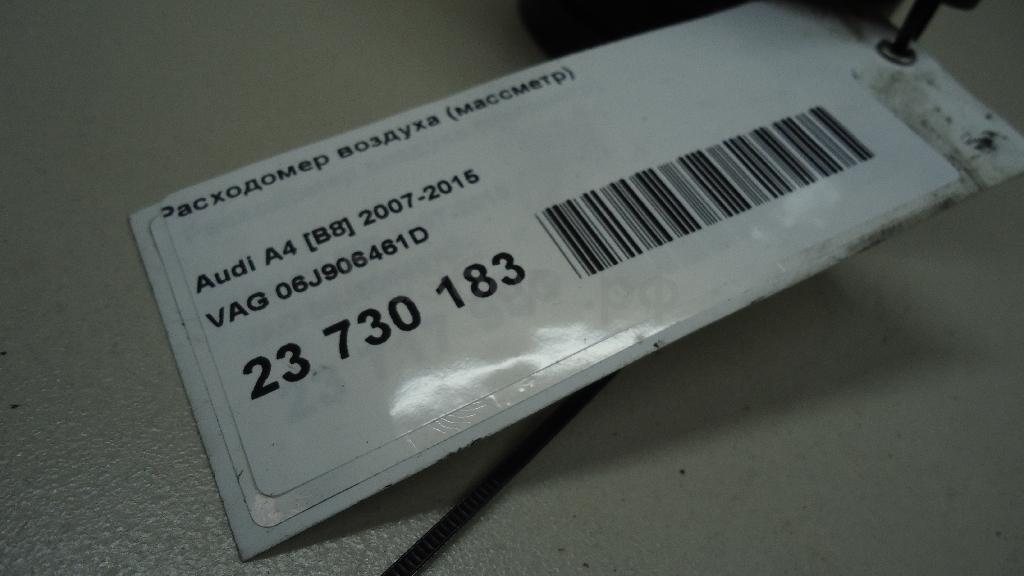 Расходомер воздуха (массметр)
Audi A4 [B8] 2007-2015
VAG 06J906461D
23 730 183